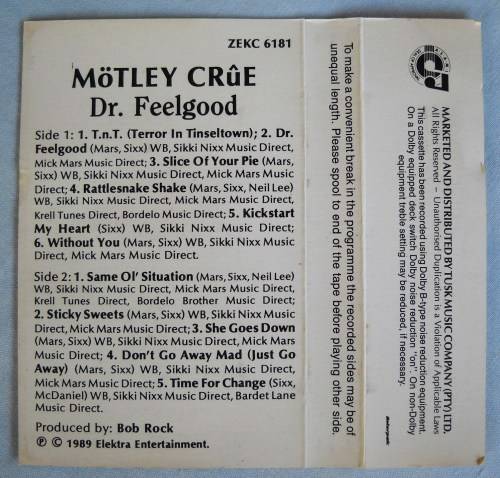 ZEKC 6181
MöTLEY CRûE
Dr. Feelgood
Side 1: 1. T.n.T. (Terror In Tinseltown); 2. Dr.
Feelgood (Mars, Sixx) WB, Sikki Nixx Music Direct,
Mick Mars Music Direct; 3. Slice Of Your Pie (Mars,
Sixx) WB, Sikki Nixx Music Direct, Mick Mars Music
Direct; 4. Rattlesnake Shake (Mars, Sixx, Neil Lee)
WB, Sikki Nixx Music Direct, Mick Mars Music Direct,
Krell Tunes Direct, Bordelo Music Direct; 5. Kickstart
My Heart (Sixx) WB, Sikki Nixx Music Direct;
6. Without You (Mars, Sixx) WB, Sikki Nixx Music
Direct, Mick Mars Music Direct.
Side 2: 1. Same Ol' Situation (Mars, Sixx, Neil Lee)
WB, Sikki Nixx Music Direct, Mick Mars Music Direct,
Krell Tunes Direct, Bordelo Brother Music Direct;
2. Sticky Sweets (Mars, Sixx) WB, Sikki Nixx Music
Direct, Mick Mars Music Direct; 3. She Goes Down
(Mars, Sixx) WB, Sikki Nixx Music Direct, Mick Mars
Music Direct; 4. Don't Go Away Mad (Just Go
Away) (Mars, Sixx) WB, Sikki Nixx Music Direct,
Mick Mars Music Direct; 5. Time For Change (Sixx,
McDaniel) WB, Sikki Nixx Music Direct, Bardet Lane
Music Direct.
Produced by: Bob Rock
℗ © 1989 Elektra Entertainment.
To make a convenient break in the programme the recorded sides may be of
unequal length. Please spool to end of the tape before playing other side.
MARKETED AND DISTRIBUTED BY TUSK MUSIC COMPANY (PTY) LTD.
All Rights Reserved – Unauthorised Duplication is a Violation of Applicable Laws
This cassette has been recorded using Dolby B-type noise reduction equipment.
On a Dolby equipped deck switch Dolby noise reduction "on". On non-Dolby
equipment treble setting may be reduced, if necessary.